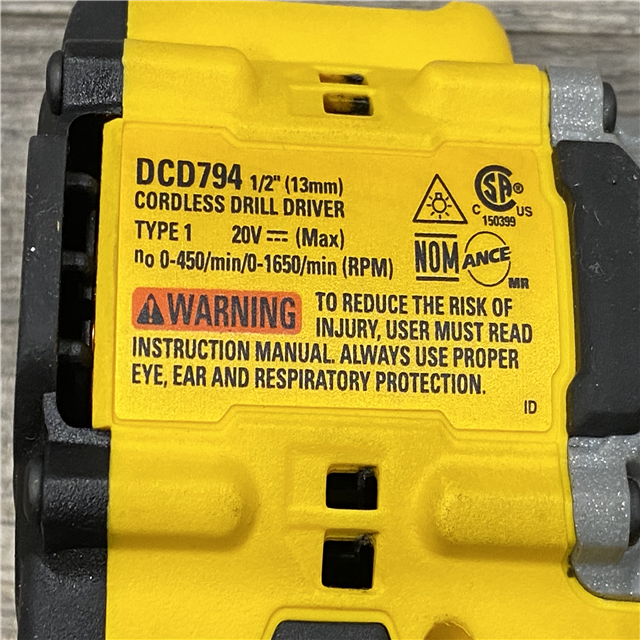 DCD794 1/2" (13mm)
CORDLESS DRILL DRIVER
TYPE 1 20V ⎓ (Max)
no 0-450/min/0-1650/min (RPM)
SA®
C US
150399
NOM
ANCE
MR
WARNING TO REDUCE THE RISK OF
INJURY, USER MUST READ
INSTRUCTION MANUAL. ALWAYS USE PROPER
EYE, EAR AND RESPIRATORY PROTECTION.
ID